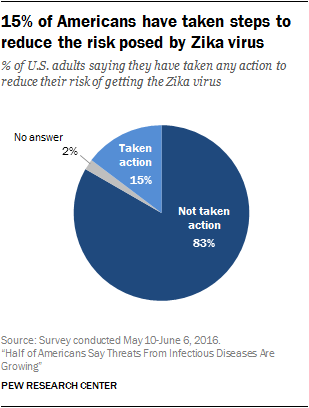 15% of Americans have taken steps to
reduce the risk posed by Zika virus
% of U.S. adults saying they have taken any action to
reduce their risk of getting the Zika virus
No answer
2%
Taken
action
15%
Not taken
action
83%
Source: Survey conducted May 10-June 6, 2016.
“Half of Americans Say Threats From Infectious Diseases Are
Growing”
PEW RESEARCH CENTER